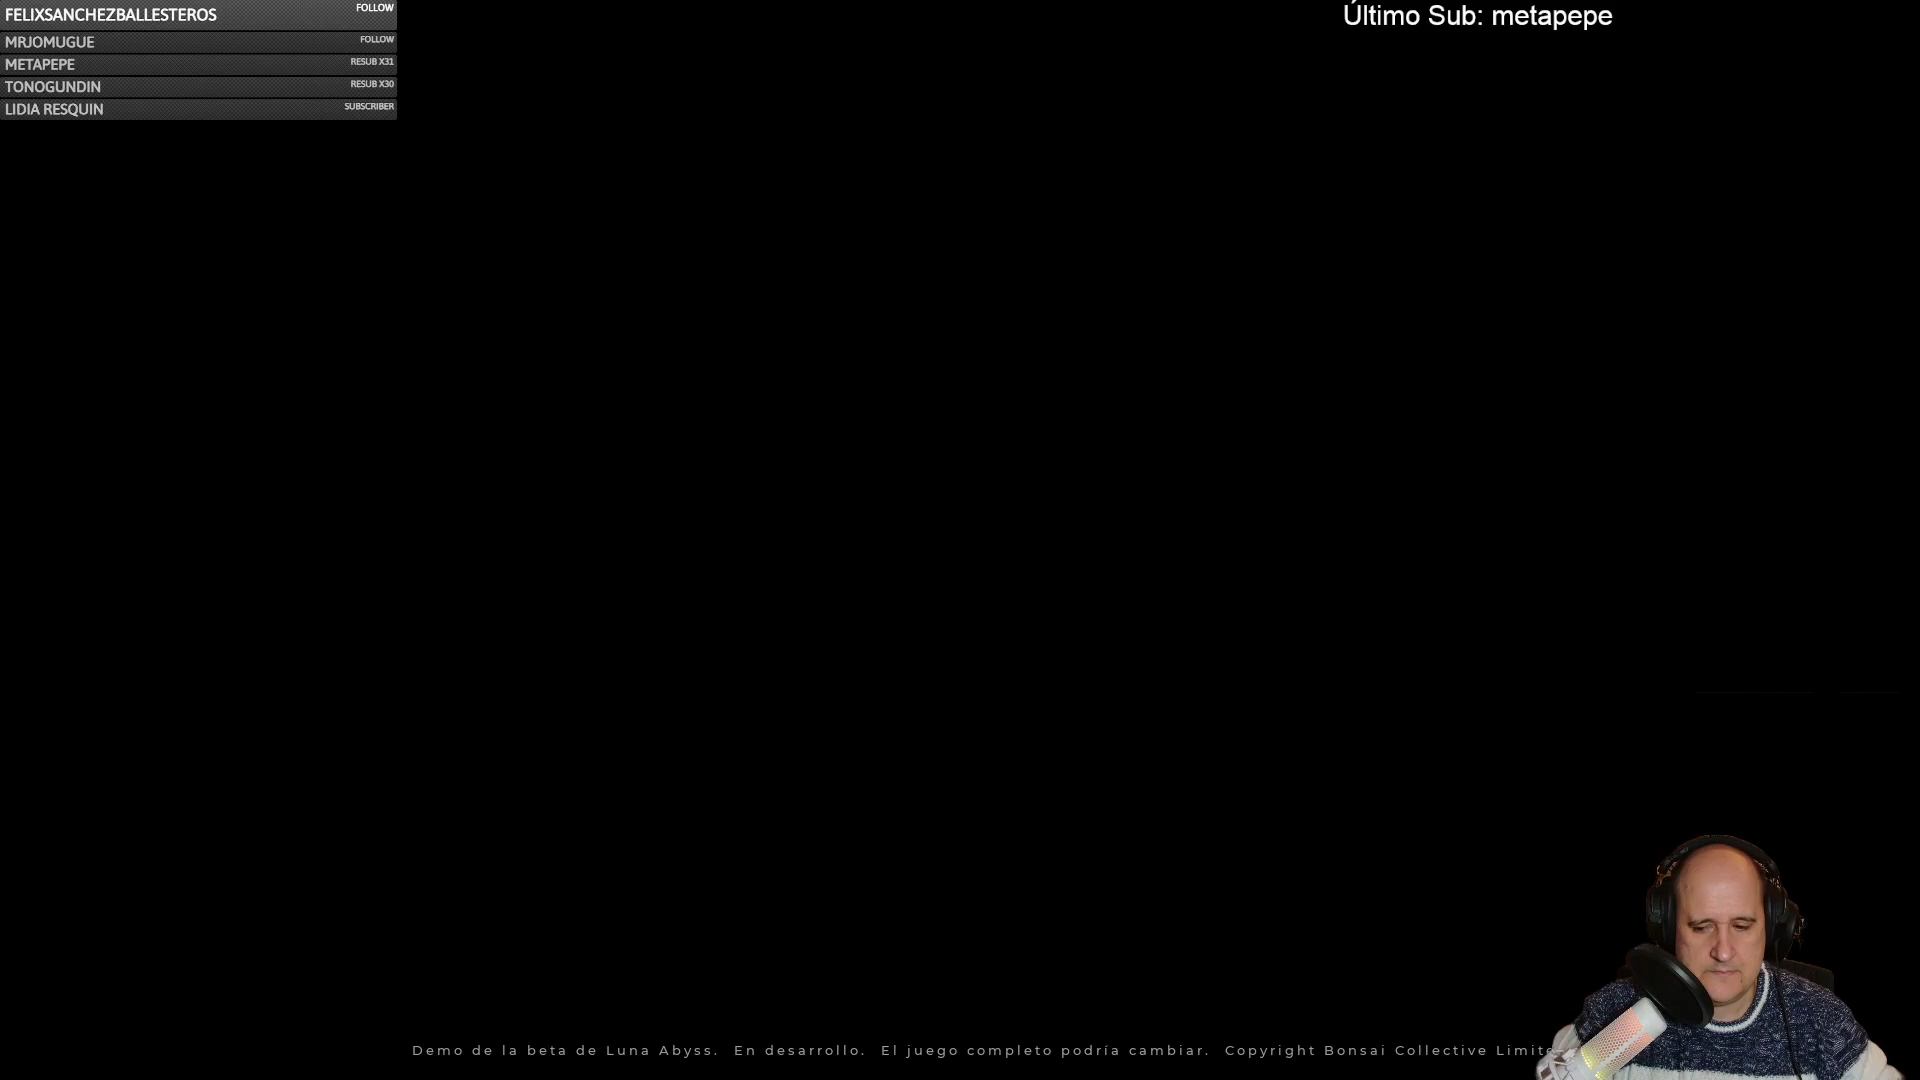 FELIXSANCHEZBALLESTEROS FOLLOW
MRJOMUGUE FOLLOW
METAPEPE RESUB X31
TONOGUNDIN RESUB X30
LIDIA RESQUIN SUBSCRIBER
Último Sub: metapepe
Demo de la beta de Luna Abyss. En desarrollo. El juego completo podría cambiar. Copyright Bonsai Collective